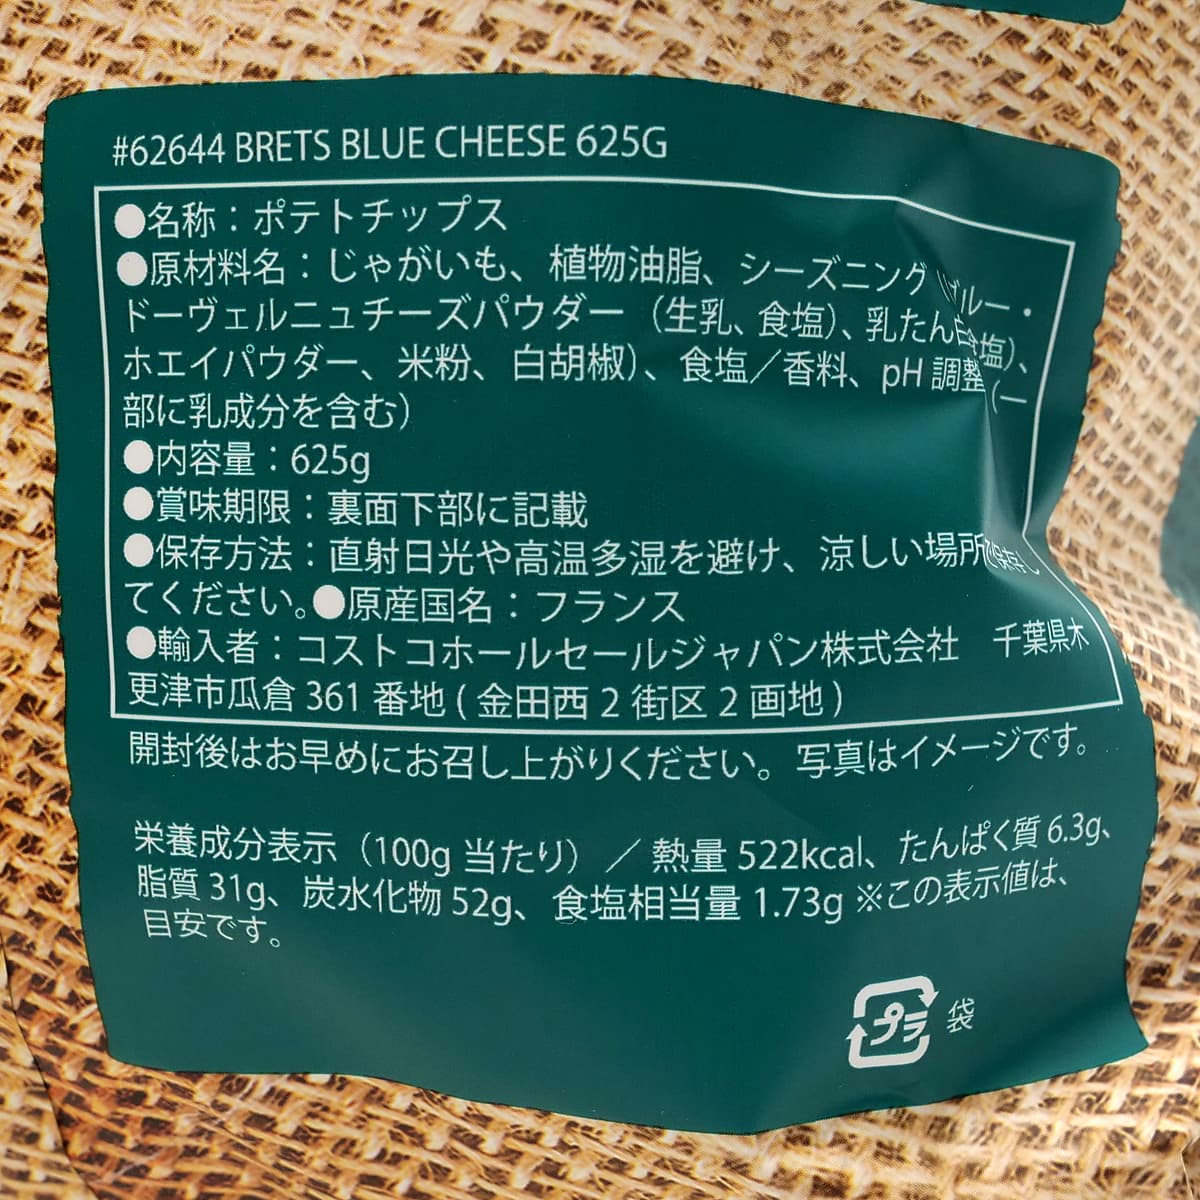 #62644 BRETS BLUE CHEESE 625G
●名称：ポテトチップス
●原材料名：じゃがいも、植物油脂、シーズニング ブルー・
ドーヴェルニュチーズパウダー（生乳、食塩）、乳たん 塩）、
ホエイパウダー、米粉、白胡椒）、食塩／香料、pH調整 （一
部に乳成分を含む）
●内容量：625g
●賞味期限：裏面下部に記載
●保存方法：直射日光や高温多湿を避け、涼しい場所で保存し
てください。●原産国名：フランス
●輸入者：コストコホールセールジャパン株式会社　千葉県木
更津市瓜倉 361 番地 ( 金田西 2 街区 2 画地 )
開封後はお早めにお召し上がりください。写真はイメージです。
栄養成分表示（100g 当たり）／ 熱量 522kcal、たんぱく質 6.3g、
脂質 31g、炭水化物 52g、食塩相当量 1.73g ※この表示値は、
目安です。
プラ 袋